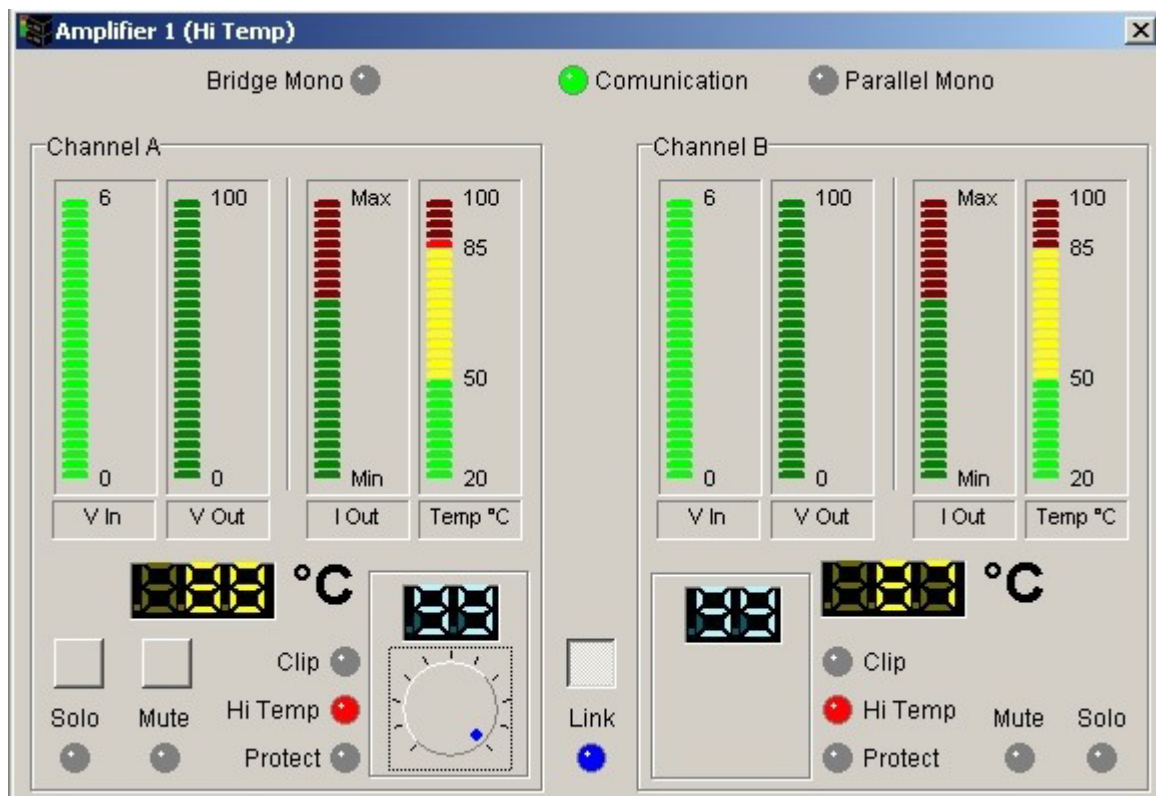 Amplifier 1 (Hi Temp)
Bridge Mono
Comunication
Parallel Mono
Channel A
6
0
V In
100
0
V Out
Max
Min
I Out
100
85
50
20
Temp °C
°C
Solo
Mute
Clip
Hi Temp
Protect
Link
Channel B
6
0
V In
100
0
V Out
Max
Min
I Out
100
85
50
20
Temp °C
°C
Clip
Hi Temp
Protect
Mute
Solo